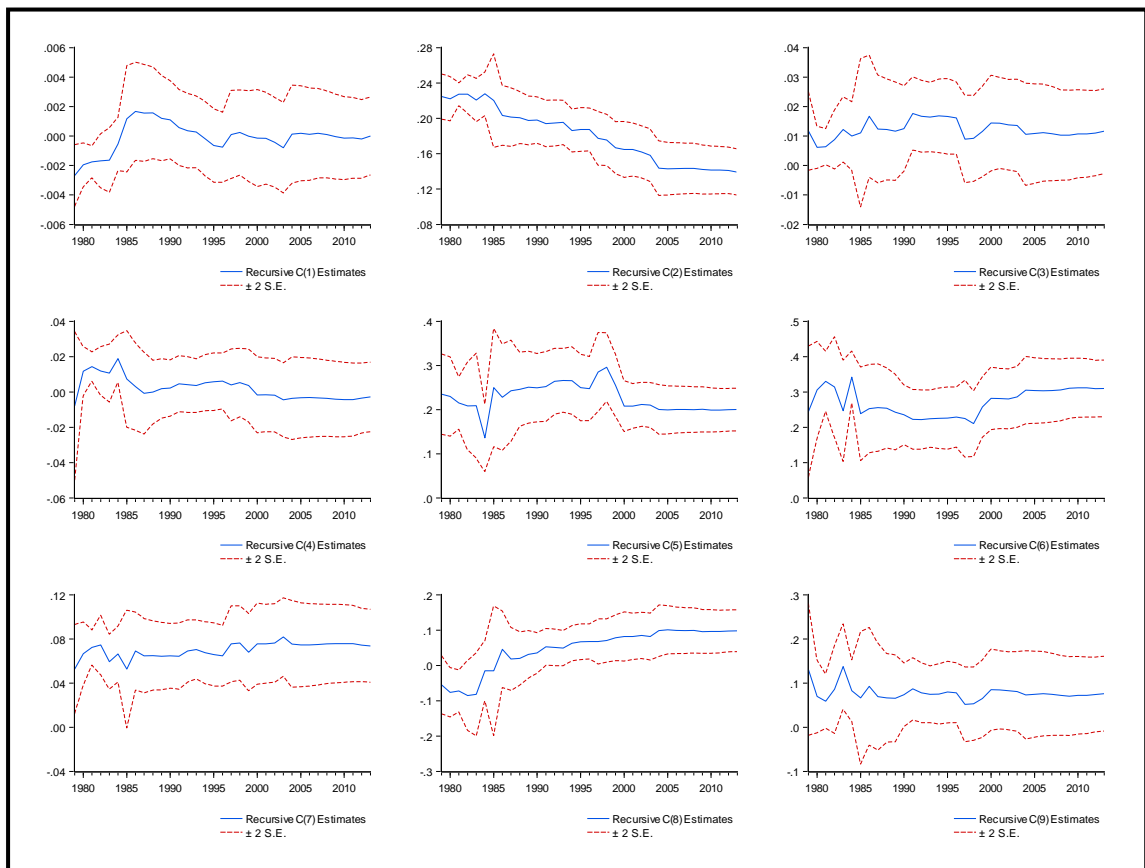 .006
.004
.002
.000
-.002
-.004
-.006
1980 1985 1990 1995 2000 2005 2010
Recursive C(1) Estimates
± 2 S.E.
.28
.24
.20
.16
.12
.08
1980 1985 1990 1995 2000 2005 2010
Recursive C(2) Estimates
± 2 S.E.
.04
.03
.02
.01
.00
-.01
-.02
1980 1985 1990 1995 2000 2005 2010
Recursive C(3) Estimates
± 2 S.E.
.04
.02
.00
-.02
-.04
-.06
1980 1985 1990 1995 2000 2005 2010
Recursive C(4) Estimates
± 2 S.E.
.4
.3
.2
.1
.0
1980 1985 1990 1995 2000 2005 2010
Recursive C(5) Estimates
± 2 S.E.
.5
.4
.3
.2
.1
.0
1980 1985 1990 1995 2000 2005 2010
Recursive C(6) Estimates
± 2 S.E.
.12
.08
.04
.00
-.04
1980 1985 1990 1995 2000 2005 2010
Recursive C(7) Estimates
± 2 S.E.
.2
.1
.0
-.1
-.2
-.3
1980 1985 1990 1995 2000 2005 2010
Recursive C(8) Estimates
± 2 S.E.
.3
.2
.1
.0
-.1
1980 1985 1990 1995 2000 2005 2010
Recursive C(9) Estimates
± 2 S.E.